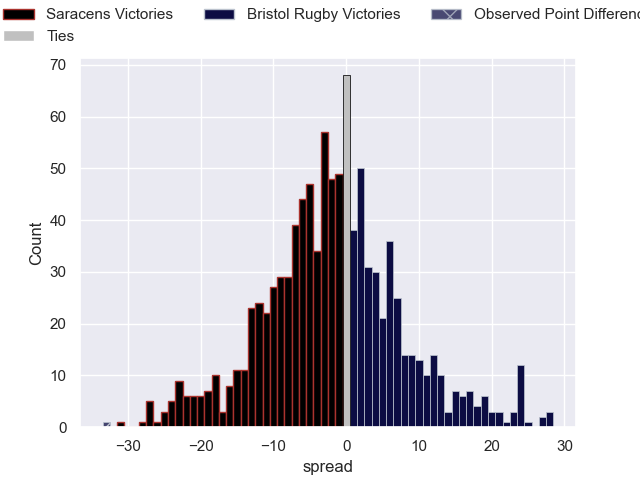 Saracens Victories
Bristol Rugby Victories
Observed Point Differenc
Ties
70
60
50
40
30
20
10
0
Count
−30
−20
−10
0
10
20
30
spread